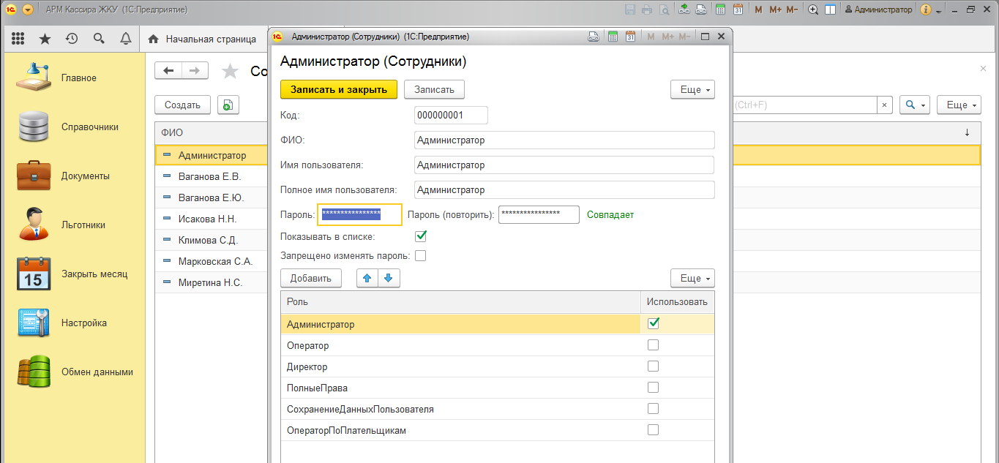 АРМ Кассира ЖКУ (1С:Предприятие)
31
M M+ M-
Администратор
Начальная страница
Администратор (Сотрудники) (1С:Предприятие)
31
M M+ M-
Главное
Справочники
Документы
Льготники
15
Закрыть месяц
Настройка
Обмен данными
Со
Создать
(Ctrl+F)
×
Еще
ФИО
↓
Администратор
Ваганова Е.В.
Ваганова Е.Ю.
Исакова Н.Н.
Климова С.Д.
Марковская С.А.
Миретина Н.С.
Администратор (Сотрудники)
Записать и закрыть Записать Еще
Код: 000000001
ФИО: Администратор
Имя пользователя: Администратор
Полное имя пользователя: Администратор
Пароль: **************** Пароль (повторить): **************** Совпадает
Показывать в списке:
Запрещено изменять пароль:
Добавить Еще
Роль Использовать
Администратор
Оператор
Директор
ПолныеПрава
СохранениеДанныхПользователя
ОператорПоПлательщикам